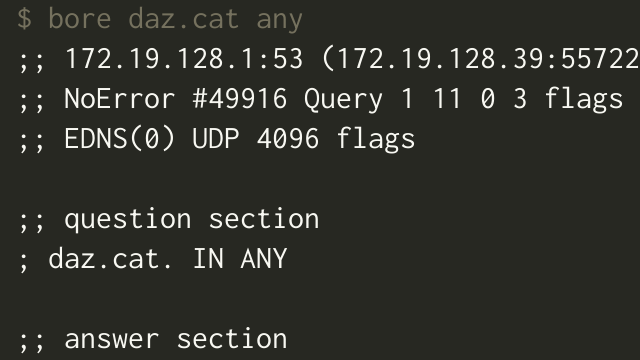 $ bore daz.cat any
;; 172.19.128.1:53 (172.19.128.39:55722
;; NoError #49916 Query 1 11 0 3 flags
;; EDNS(0) UDP 4096 flags
;; question section
; daz.cat. IN ANY
;; answer section